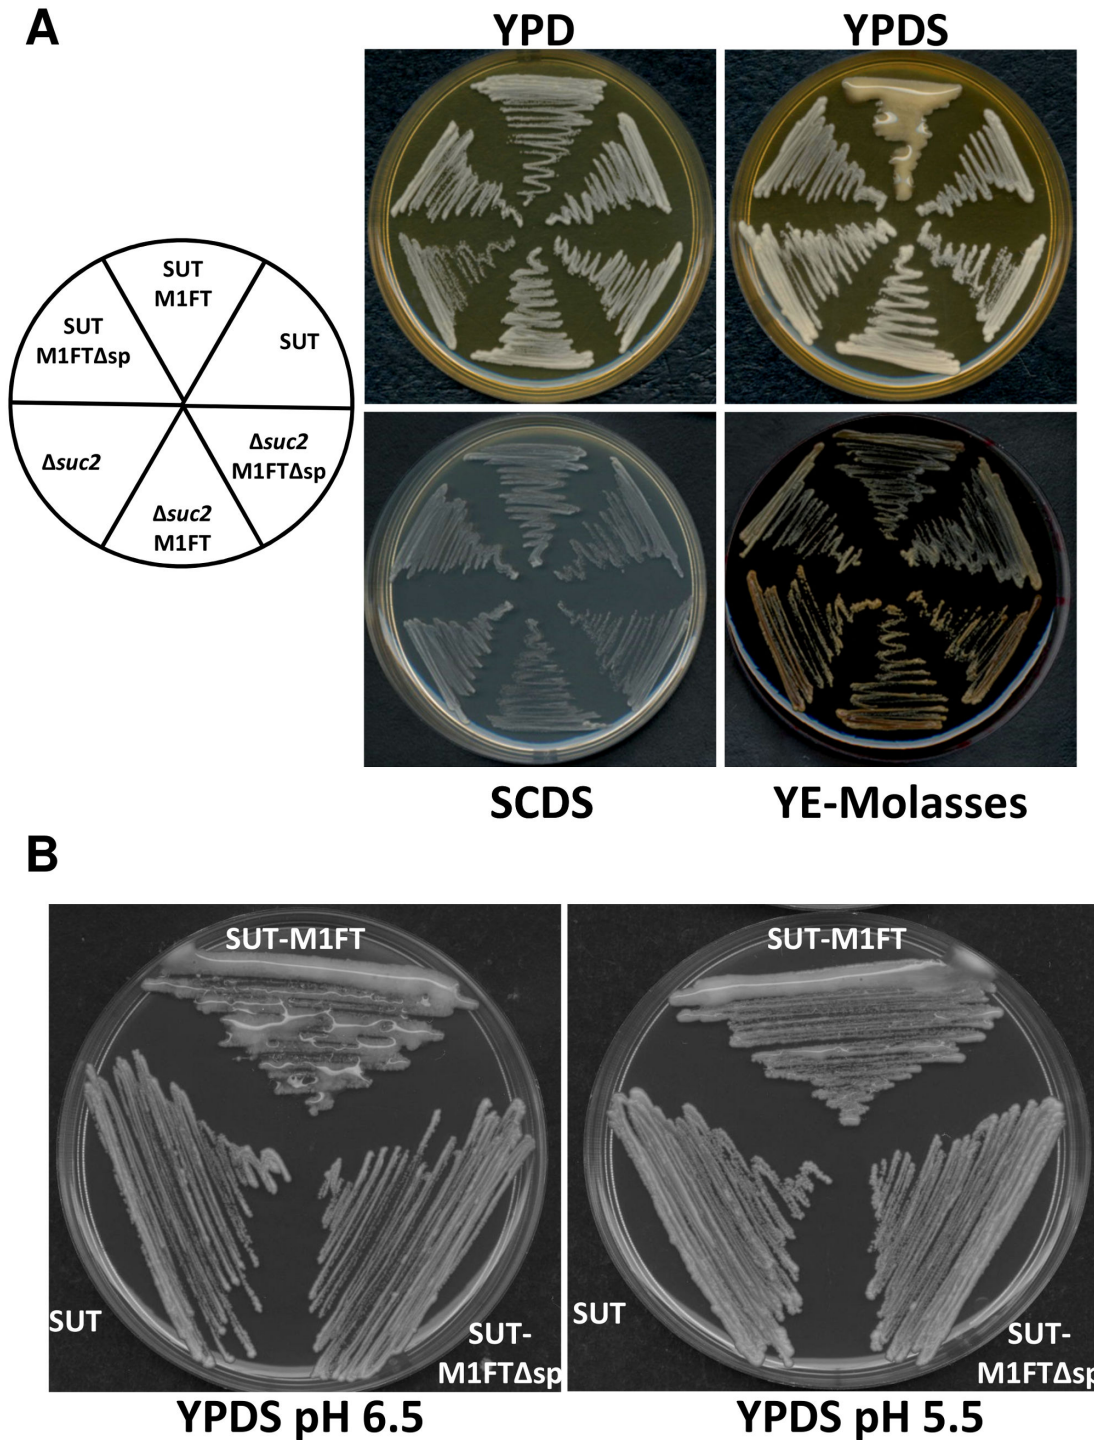 A
YPD
YPDS
SUT
M1FT
SUT
M1FTΔsp
SUT
Δsuc2
Δsuc2
M1FTΔsp
Δsuc2
M1FT
SCDS
YE-Molasses
B
SUT-M1FT
SUT-M1FT
SUT
SUT-
M1FTΔsp
SUT
SUT-
M1FTΔsp
YPDS pH 6.5
YPDS pH 5.5